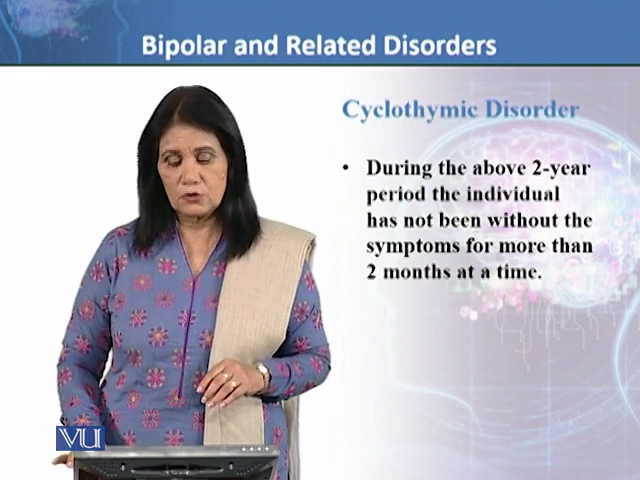 Bipolar and Related Disorders
Cyclothymic Disorder
• During the above 2-year
period the individual
has not been without the
symptoms for more than
2 months at a time.
VU